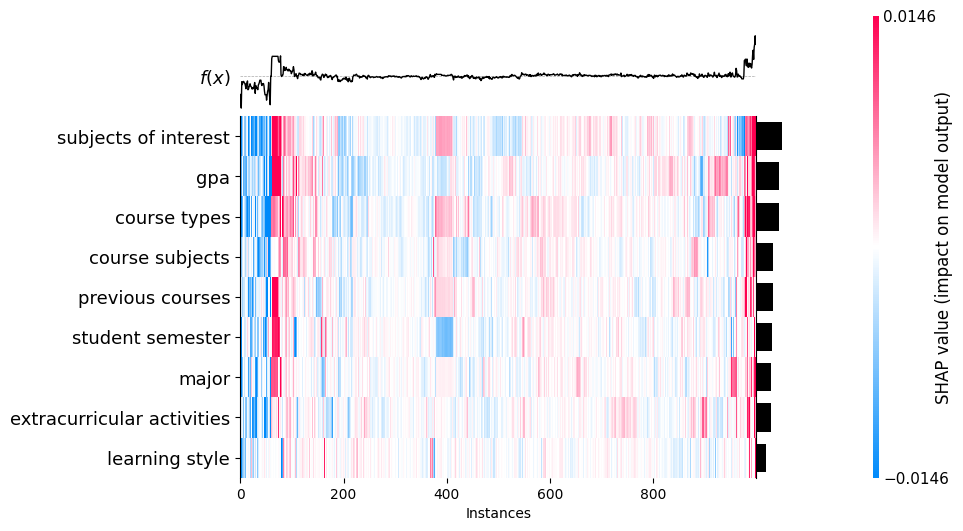 f(x)
subjects of interest
gpa
course types
course subjects
previous courses
student semester
major
extracurricular activities
learning style
0
200
400
600
800
Instances
0.0146
−0.0146
SHAP value (impact on model output)